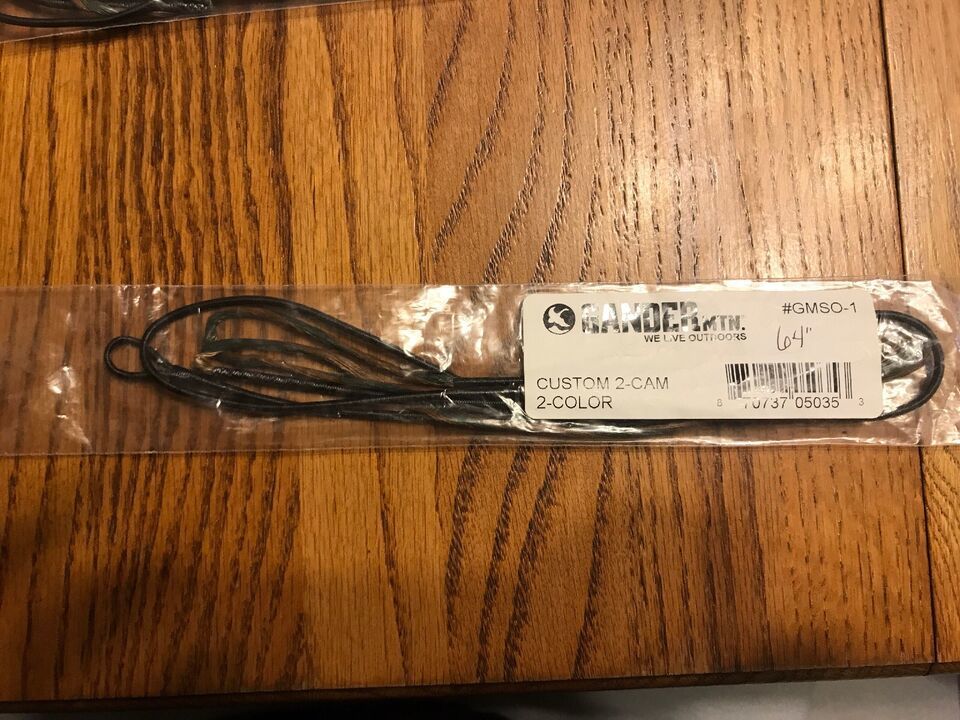 GANDER MTN.
#GMSO-1
WE LIVE OUTDOORS
64"
CUSTOM 2-CAM
2-COLOR
8 70737 05035 3